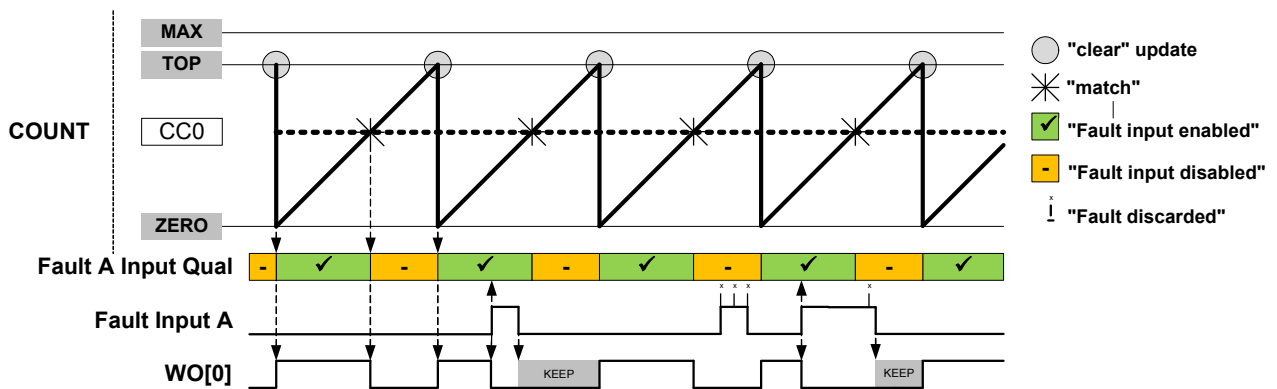 MAX
TOP
"clear" update
"match"
COUNT
CC0
"Fault input enabled"
"Fault input disabled"
x
"Fault discarded"
ZERO
Fault A Input Qual
- ✓ - ✓ - ✓ - ✓ - ✓
x x x x
Fault Input A
WO[0]
KEEP
KEEP